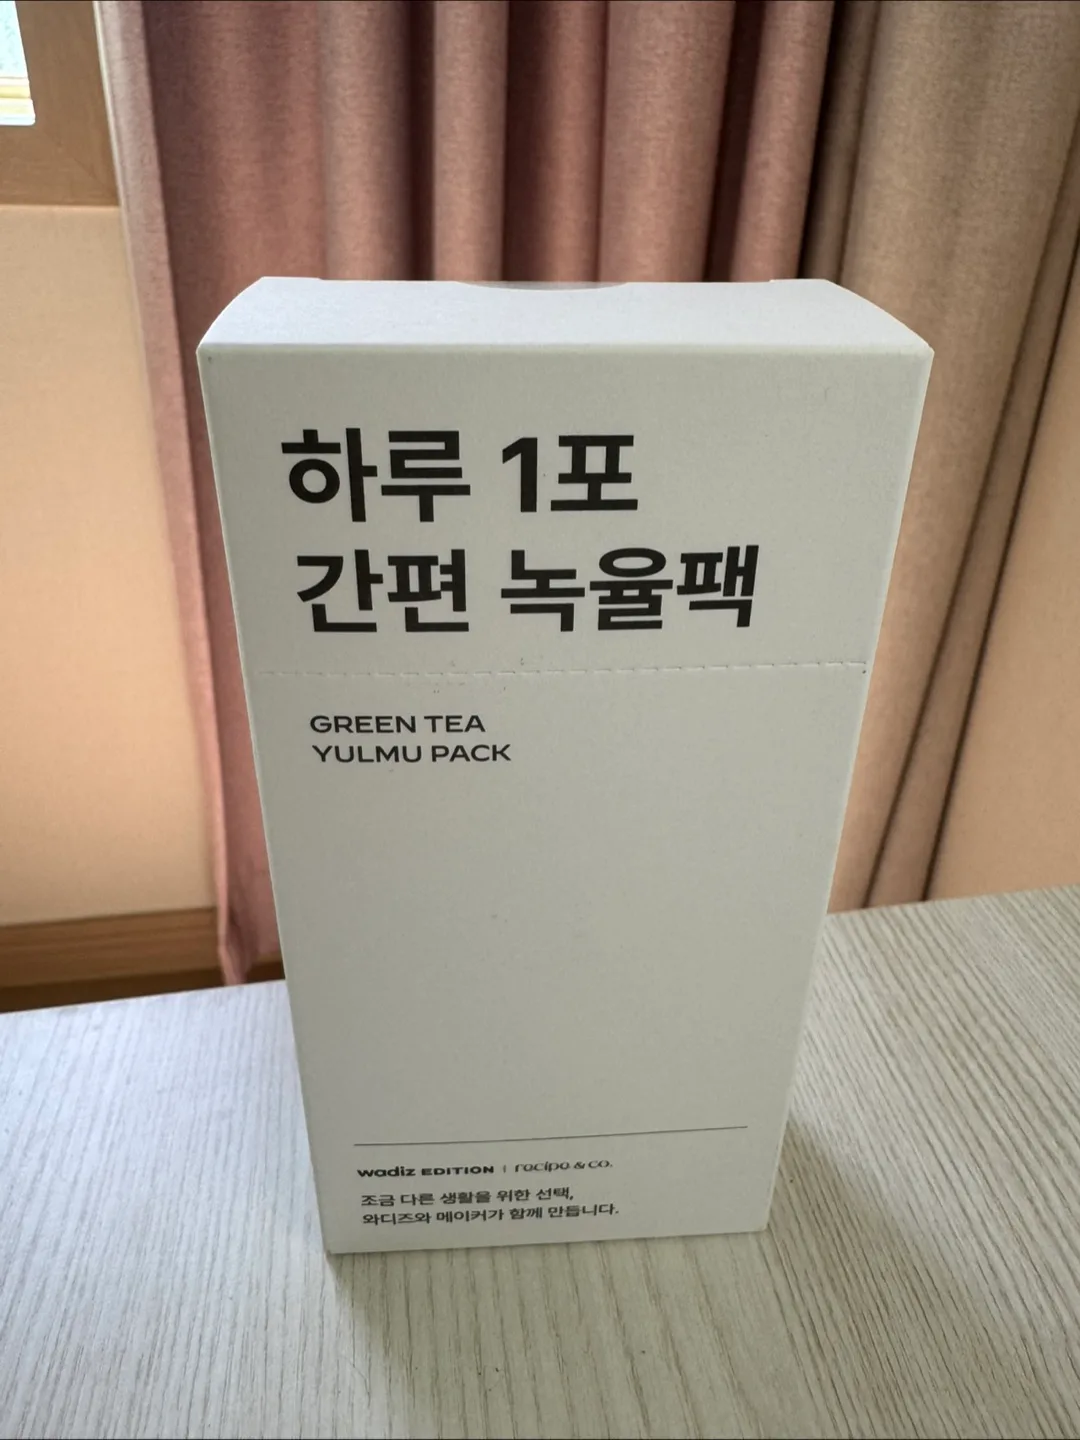 하루 1포
간편 녹율팩
GREEN TEA
YULMU PACK
wadiz EDITION | recipe & co.
조금 다른 생활을 위한 선택,
와디즈와 메이커가 함께 만듭니다.